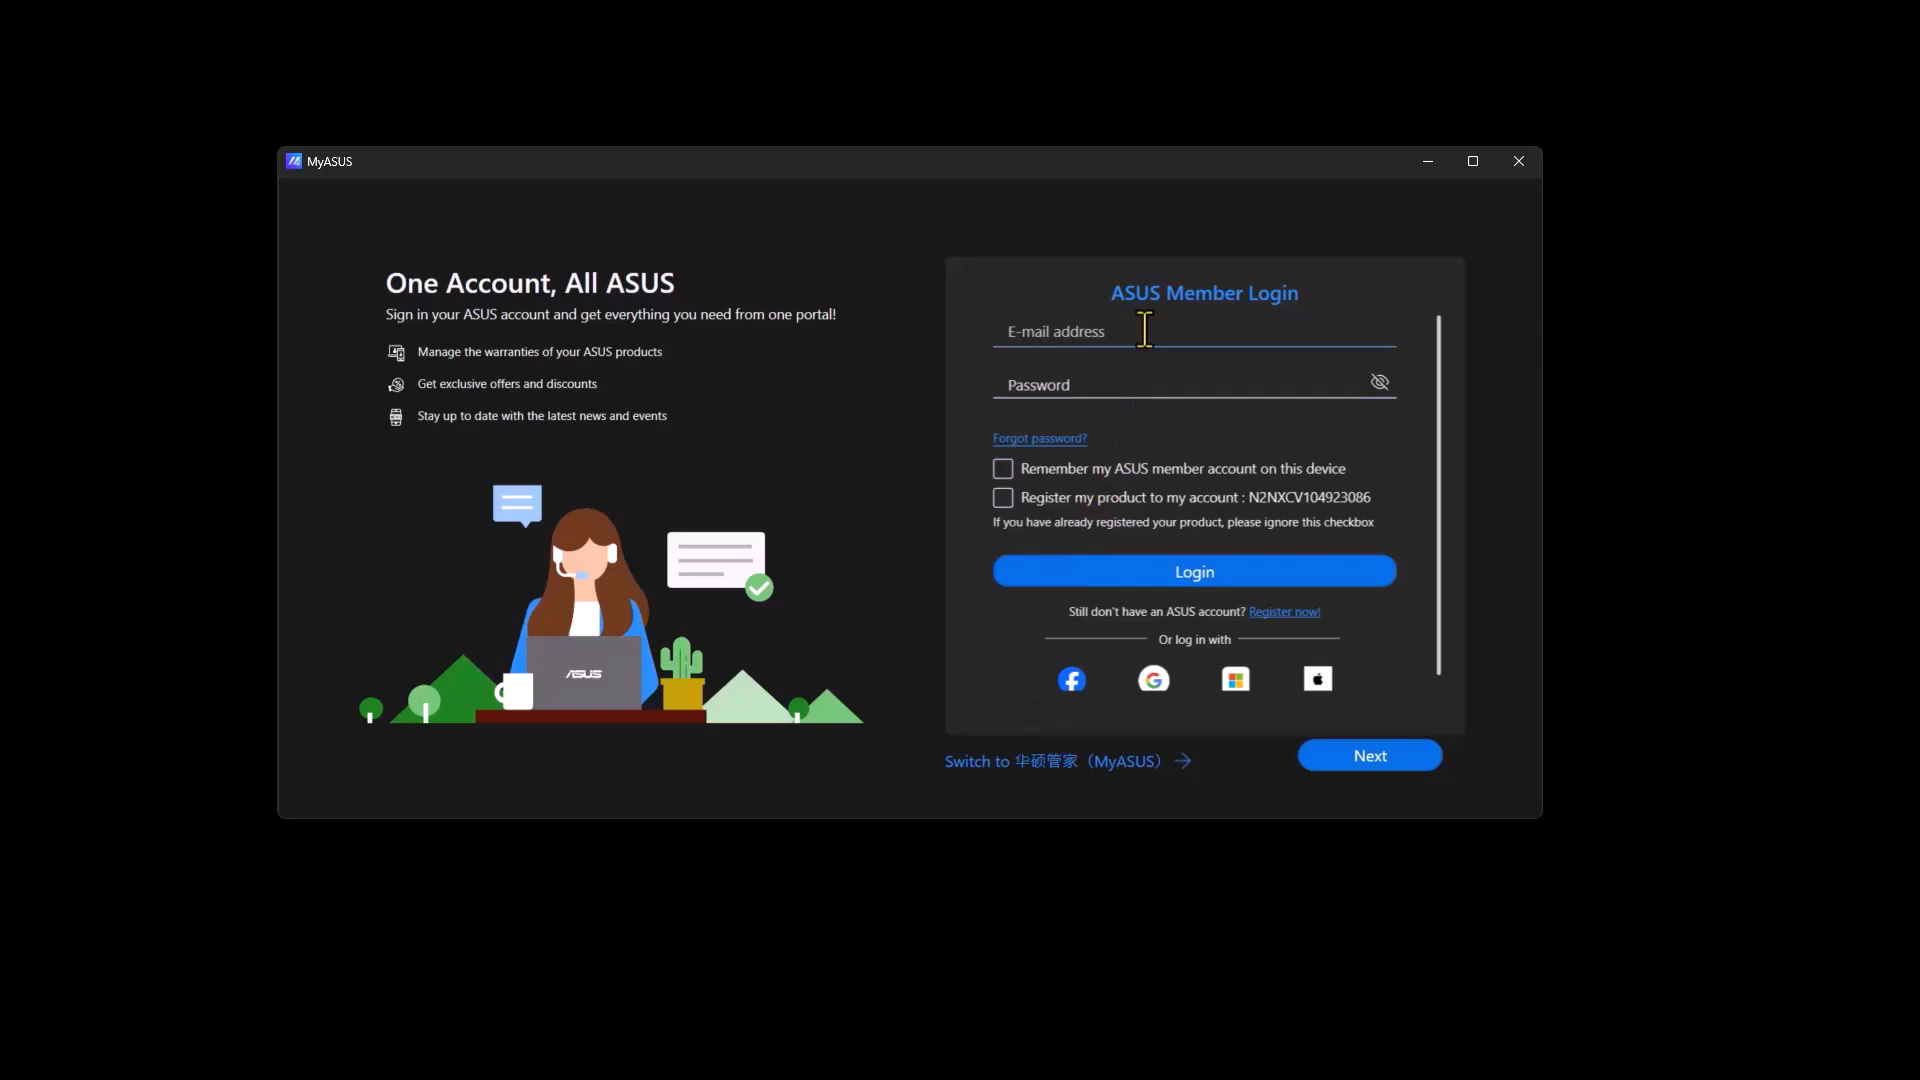 MyASUS
One Account, All ASUS
Sign in your ASUS account and get everything you need from one portal!
Manage the warranties of your ASUS products
Get exclusive offers and discounts
Stay up to date with the latest news and events
ASUS
ASUS Member Login
E-mail address
Password
Forgot password?
Remember my ASUS member account on this device
Register my product to my account : N2NXCV104923086
If you have already registered your product, please ignore this checkbox
Login
Still don't have an ASUS account? Register now!
Or log in with
Switch to 华硕管家（MyASUS）
Next